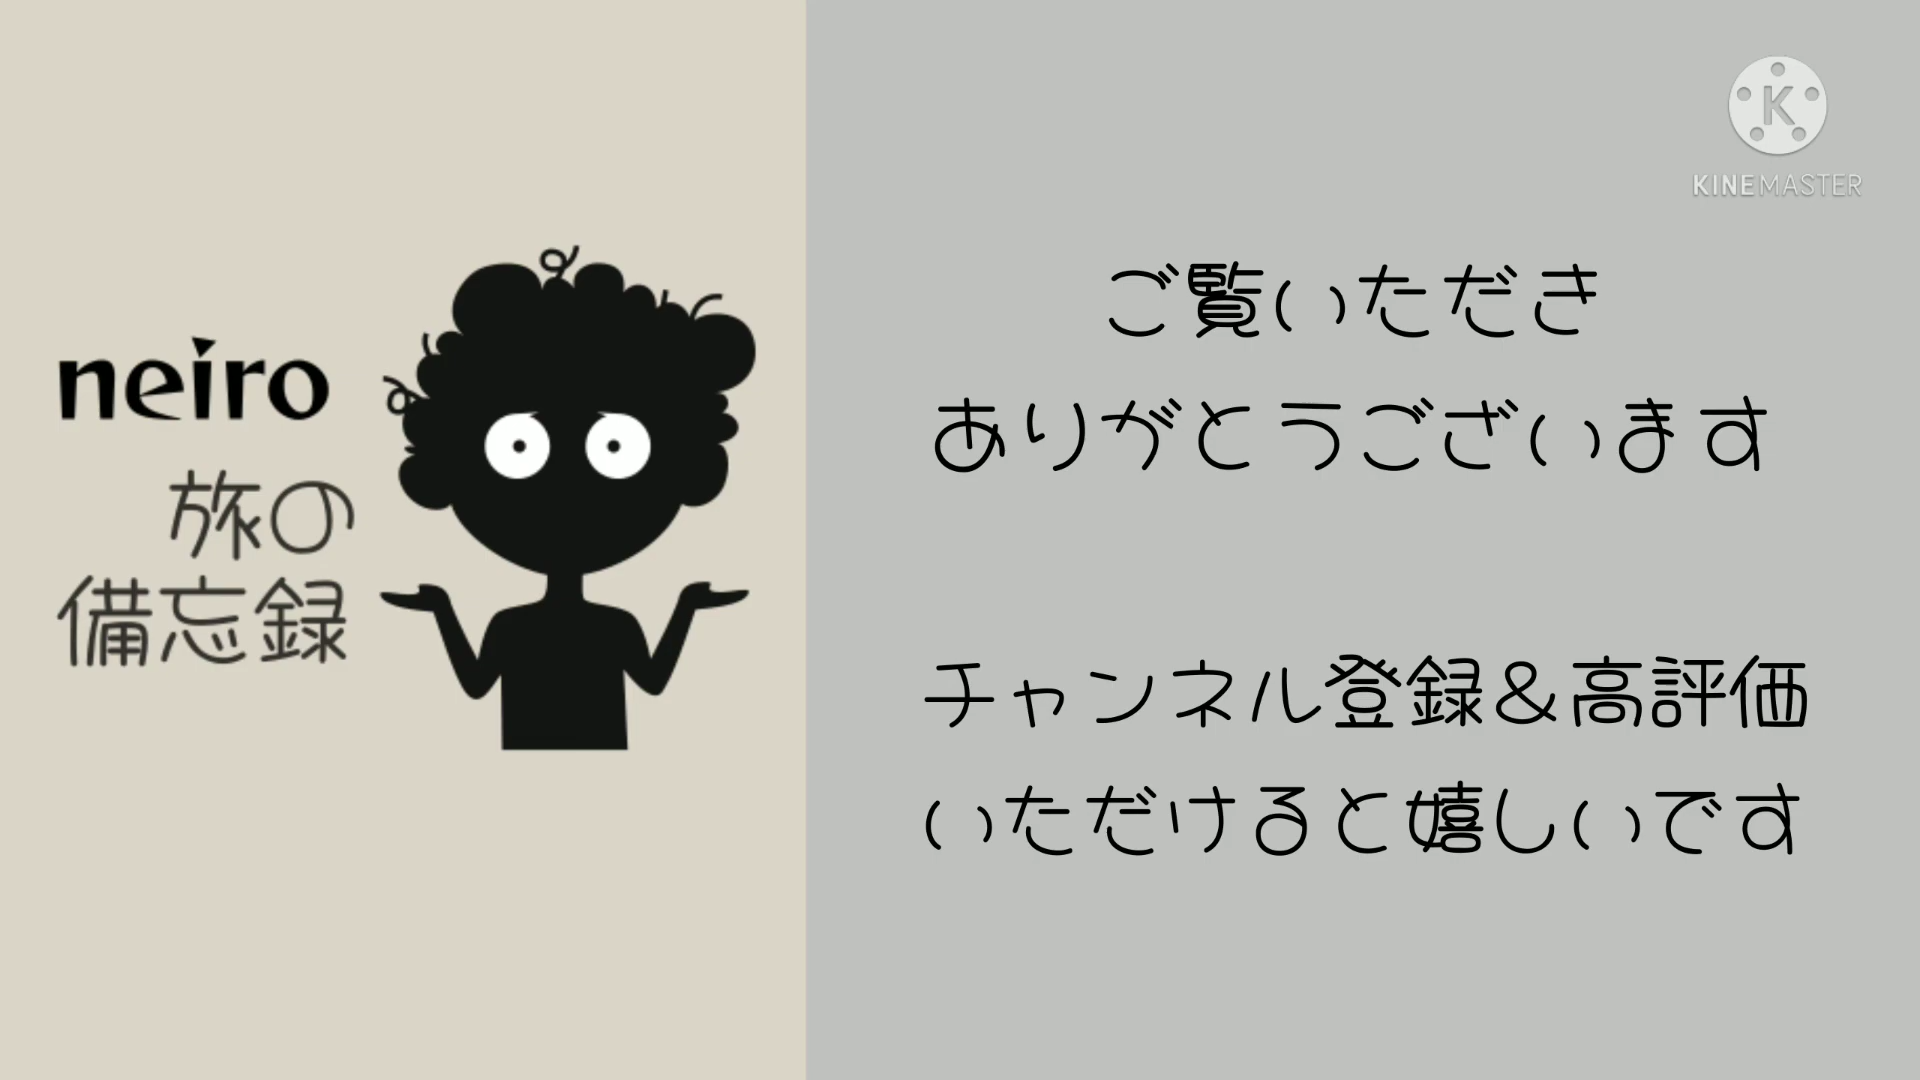 neiro
旅の
備忘録
K
KINEMASTER
ご覧いただき
ありがとうございます
チャンネル登録&高評価
いただけると嬉しいです